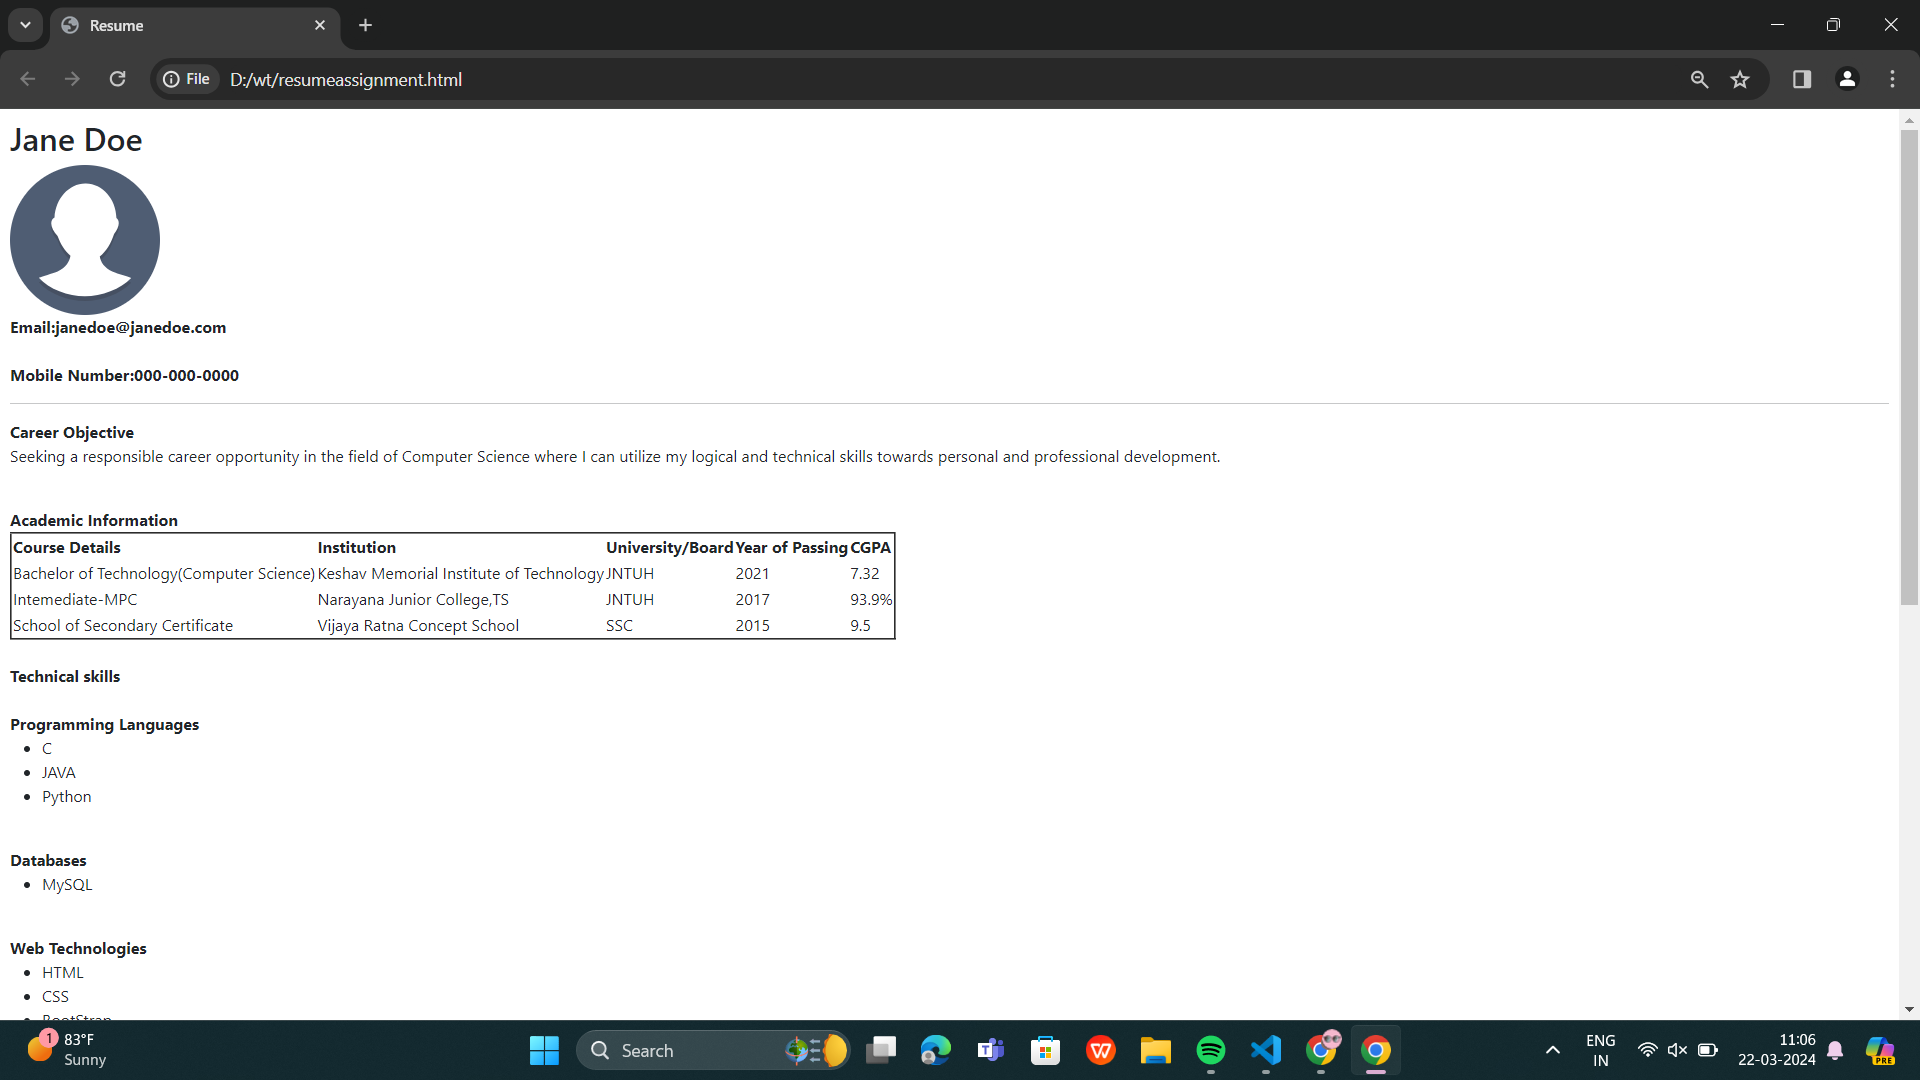 Resume
File D:/wt/resumeassignment.html
Jane Doe
Email:janedoe@janedoe.com
Mobile Number:000-000-0000
Career Objective
Seeking a responsible career opportunity in the field of Computer Science where I can utilize my logical and technical skills towards personal and professional development.
Academic Information
Course Details Institution University/Board Year of Passing CGPA
Bachelor of Technology(Computer Science) Keshav Memorial Institute of Technology JNTUH 2021 7.32
Intemediate-MPC Narayana Junior College,TS JNTUH 2017 93.9%
School of Secondary Certificate Vijaya Ratna Concept School SSC 2015 9.5
Technical skills
Programming Languages
C
JAVA
Python
Databases
MySQL
Web Technologies
HTML
CSS
BootStrap
1 83°F
Sunny
Search
ENG
IN
11:06
22-03-2024
PRE